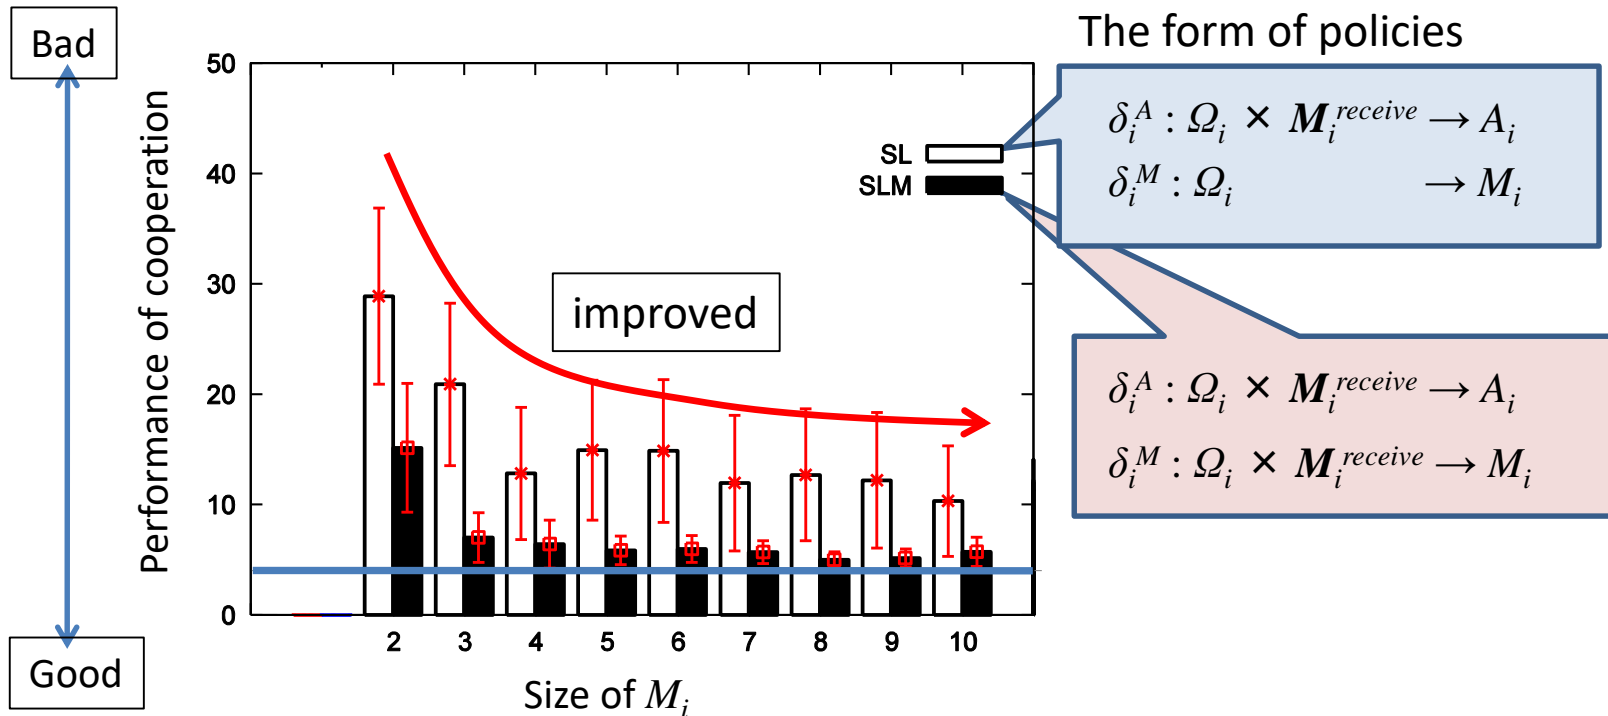 Bad
Good
Performance of cooperation
50
40
30
20
10
0
2 3 4 5 6 7 8 9 10
Size of M_i
improved
SL
SLM
The form of policies
δ_i^A : Ω_i × M_i^receive → A_i
δ_i^M : Ω_i → M_i
δ_i^A : Ω_i × M_i^receive → A_i
δ_i^M : Ω_i × M_i^receive → M_i